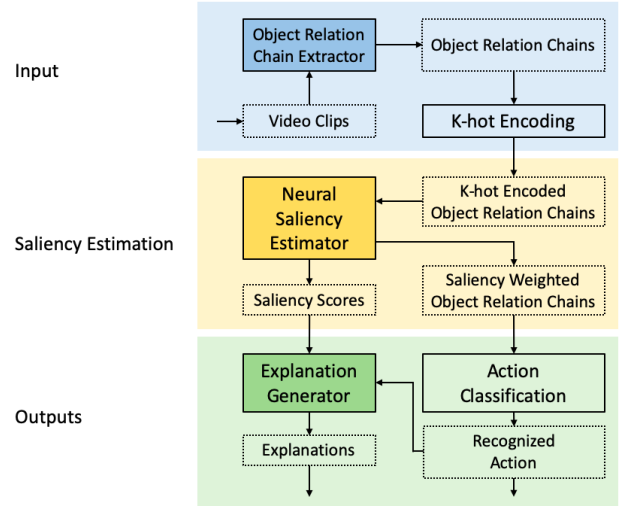 Input
Object Relation
Chain Extractor
Object Relation Chains
Video Clips
K-hot Encoding
Saliency Estimation
Neural
Saliency
Estimator
K-hot Encoded
Object Relation Chains
Saliency Scores
Saliency Weighted
Object Relation Chains
Outputs
Explanation
Generator
Action
Classification
Explanations
Recognized
Action